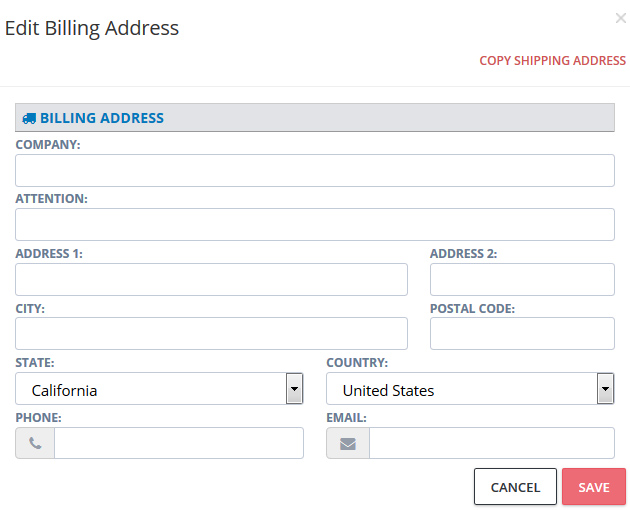 Edit Billing Address
×
COPY SHIPPING ADDRESS
BILLING ADDRESS
COMPANY:
ATTENTION:
ADDRESS 1: ADDRESS 2:
CITY: POSTAL CODE:
STATE: COUNTRY:
California United States
PHONE: EMAIL:
CANCEL SAVE